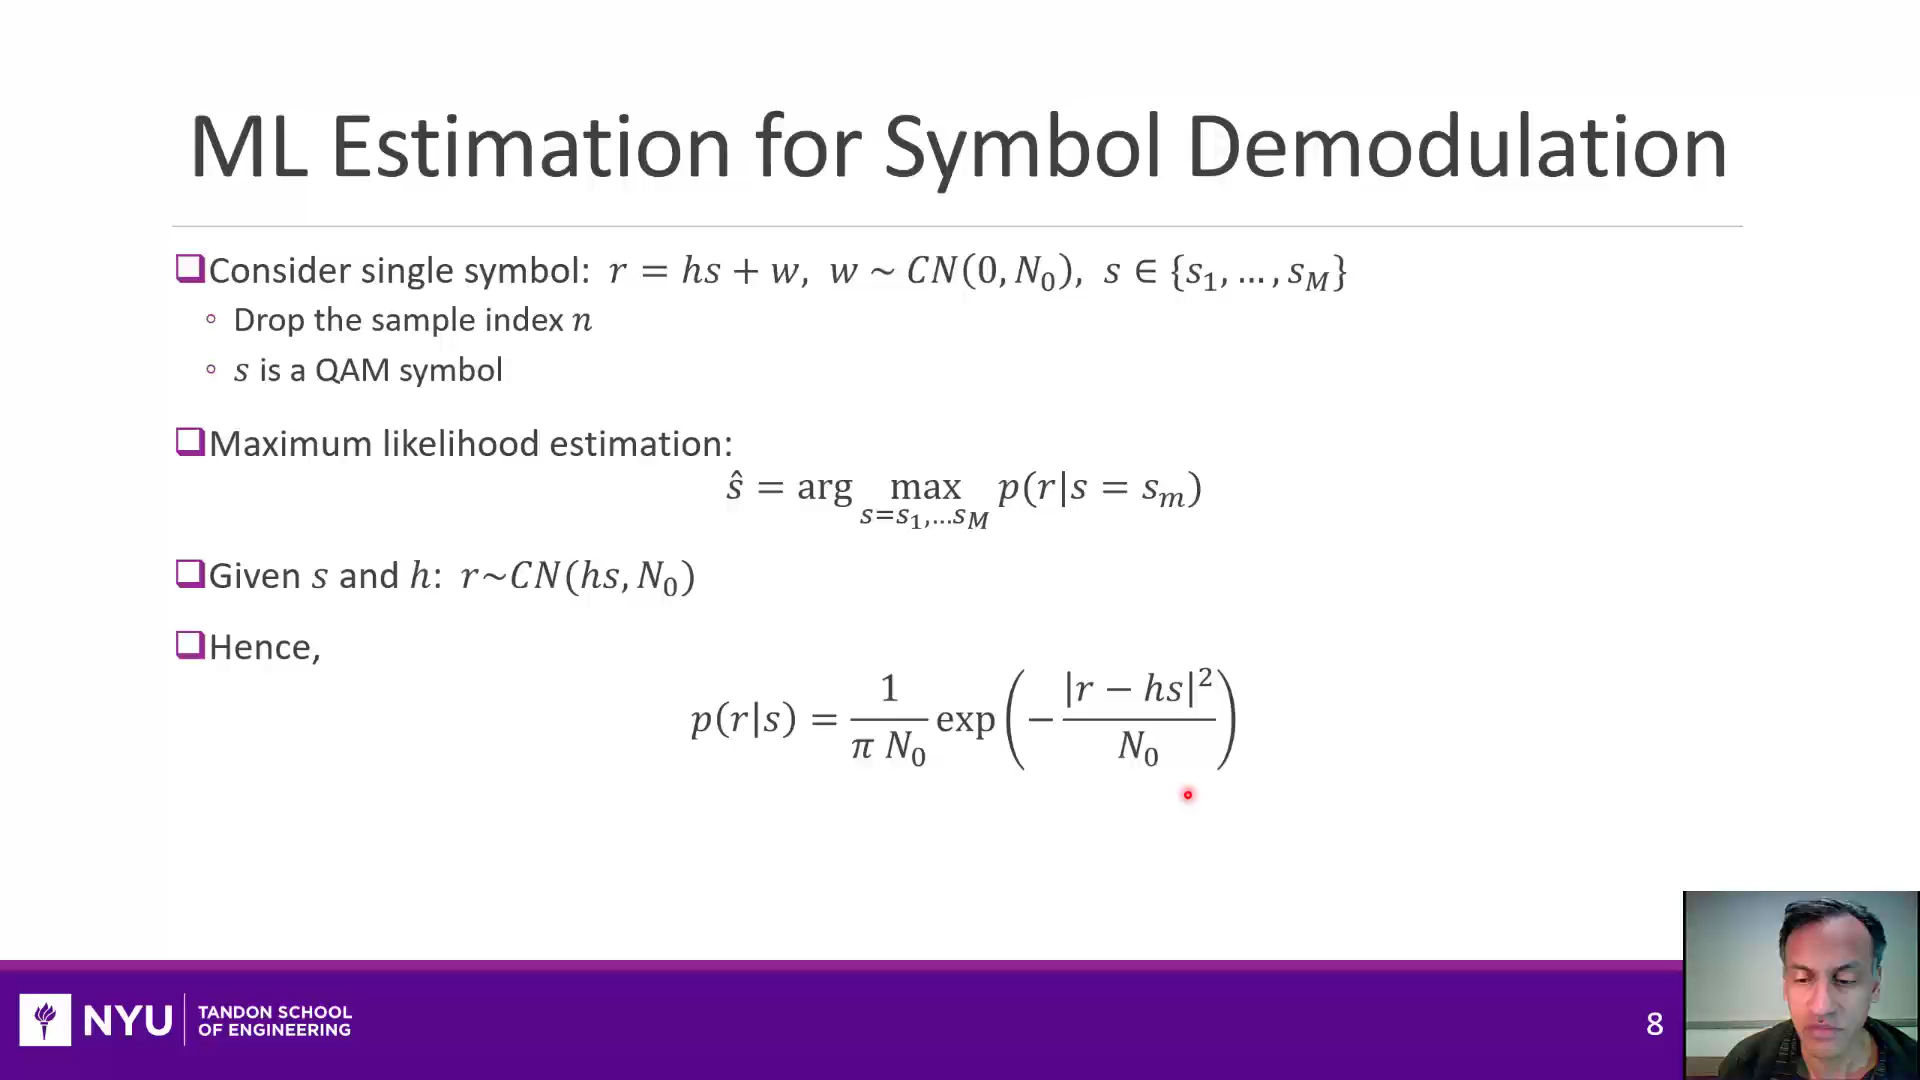 ML Estimation for Symbol Demodulation
❑Consider single symbol: r = hs + w, w ~ CN(0, N₀), s ∈ {s₁, … , s_M}
◦ Drop the sample index n
◦ s is a QAM symbol
❑Maximum likelihood estimation:
ŝ = arg max_{s=s₁,…s_M} p(r|s = s_m)
❑Given s and h: r~CN(hs, N₀)
❑Hence,
p(r|s) = \frac{1}{π N₀} exp(−\frac{|r − hs|²}{N₀})
NYU
TANDON SCHOOL
OF ENGINEERING
8